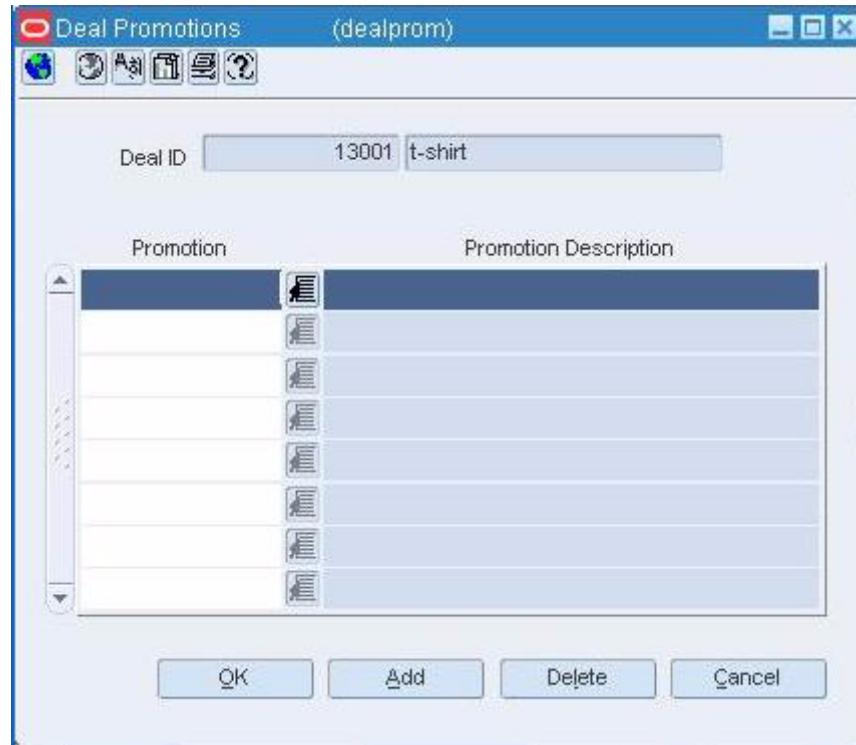 Deal Promotions (dealprom)
Deal ID 13001 t-shirt
Promotion Promotion Description
OK Add Delete Cancel